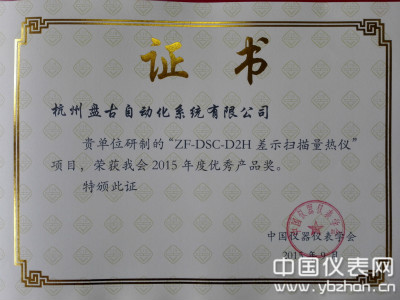 证书
杭州盘古自动化系统有限公司
贵单位研制的“ZF-DSC-D2H 差示扫描量热仪”
项目，荣获我会 2015 年度优秀产品奖。
特颁此证
中国仪器仪表学会
中国仪表网
www.ybzhan.cn